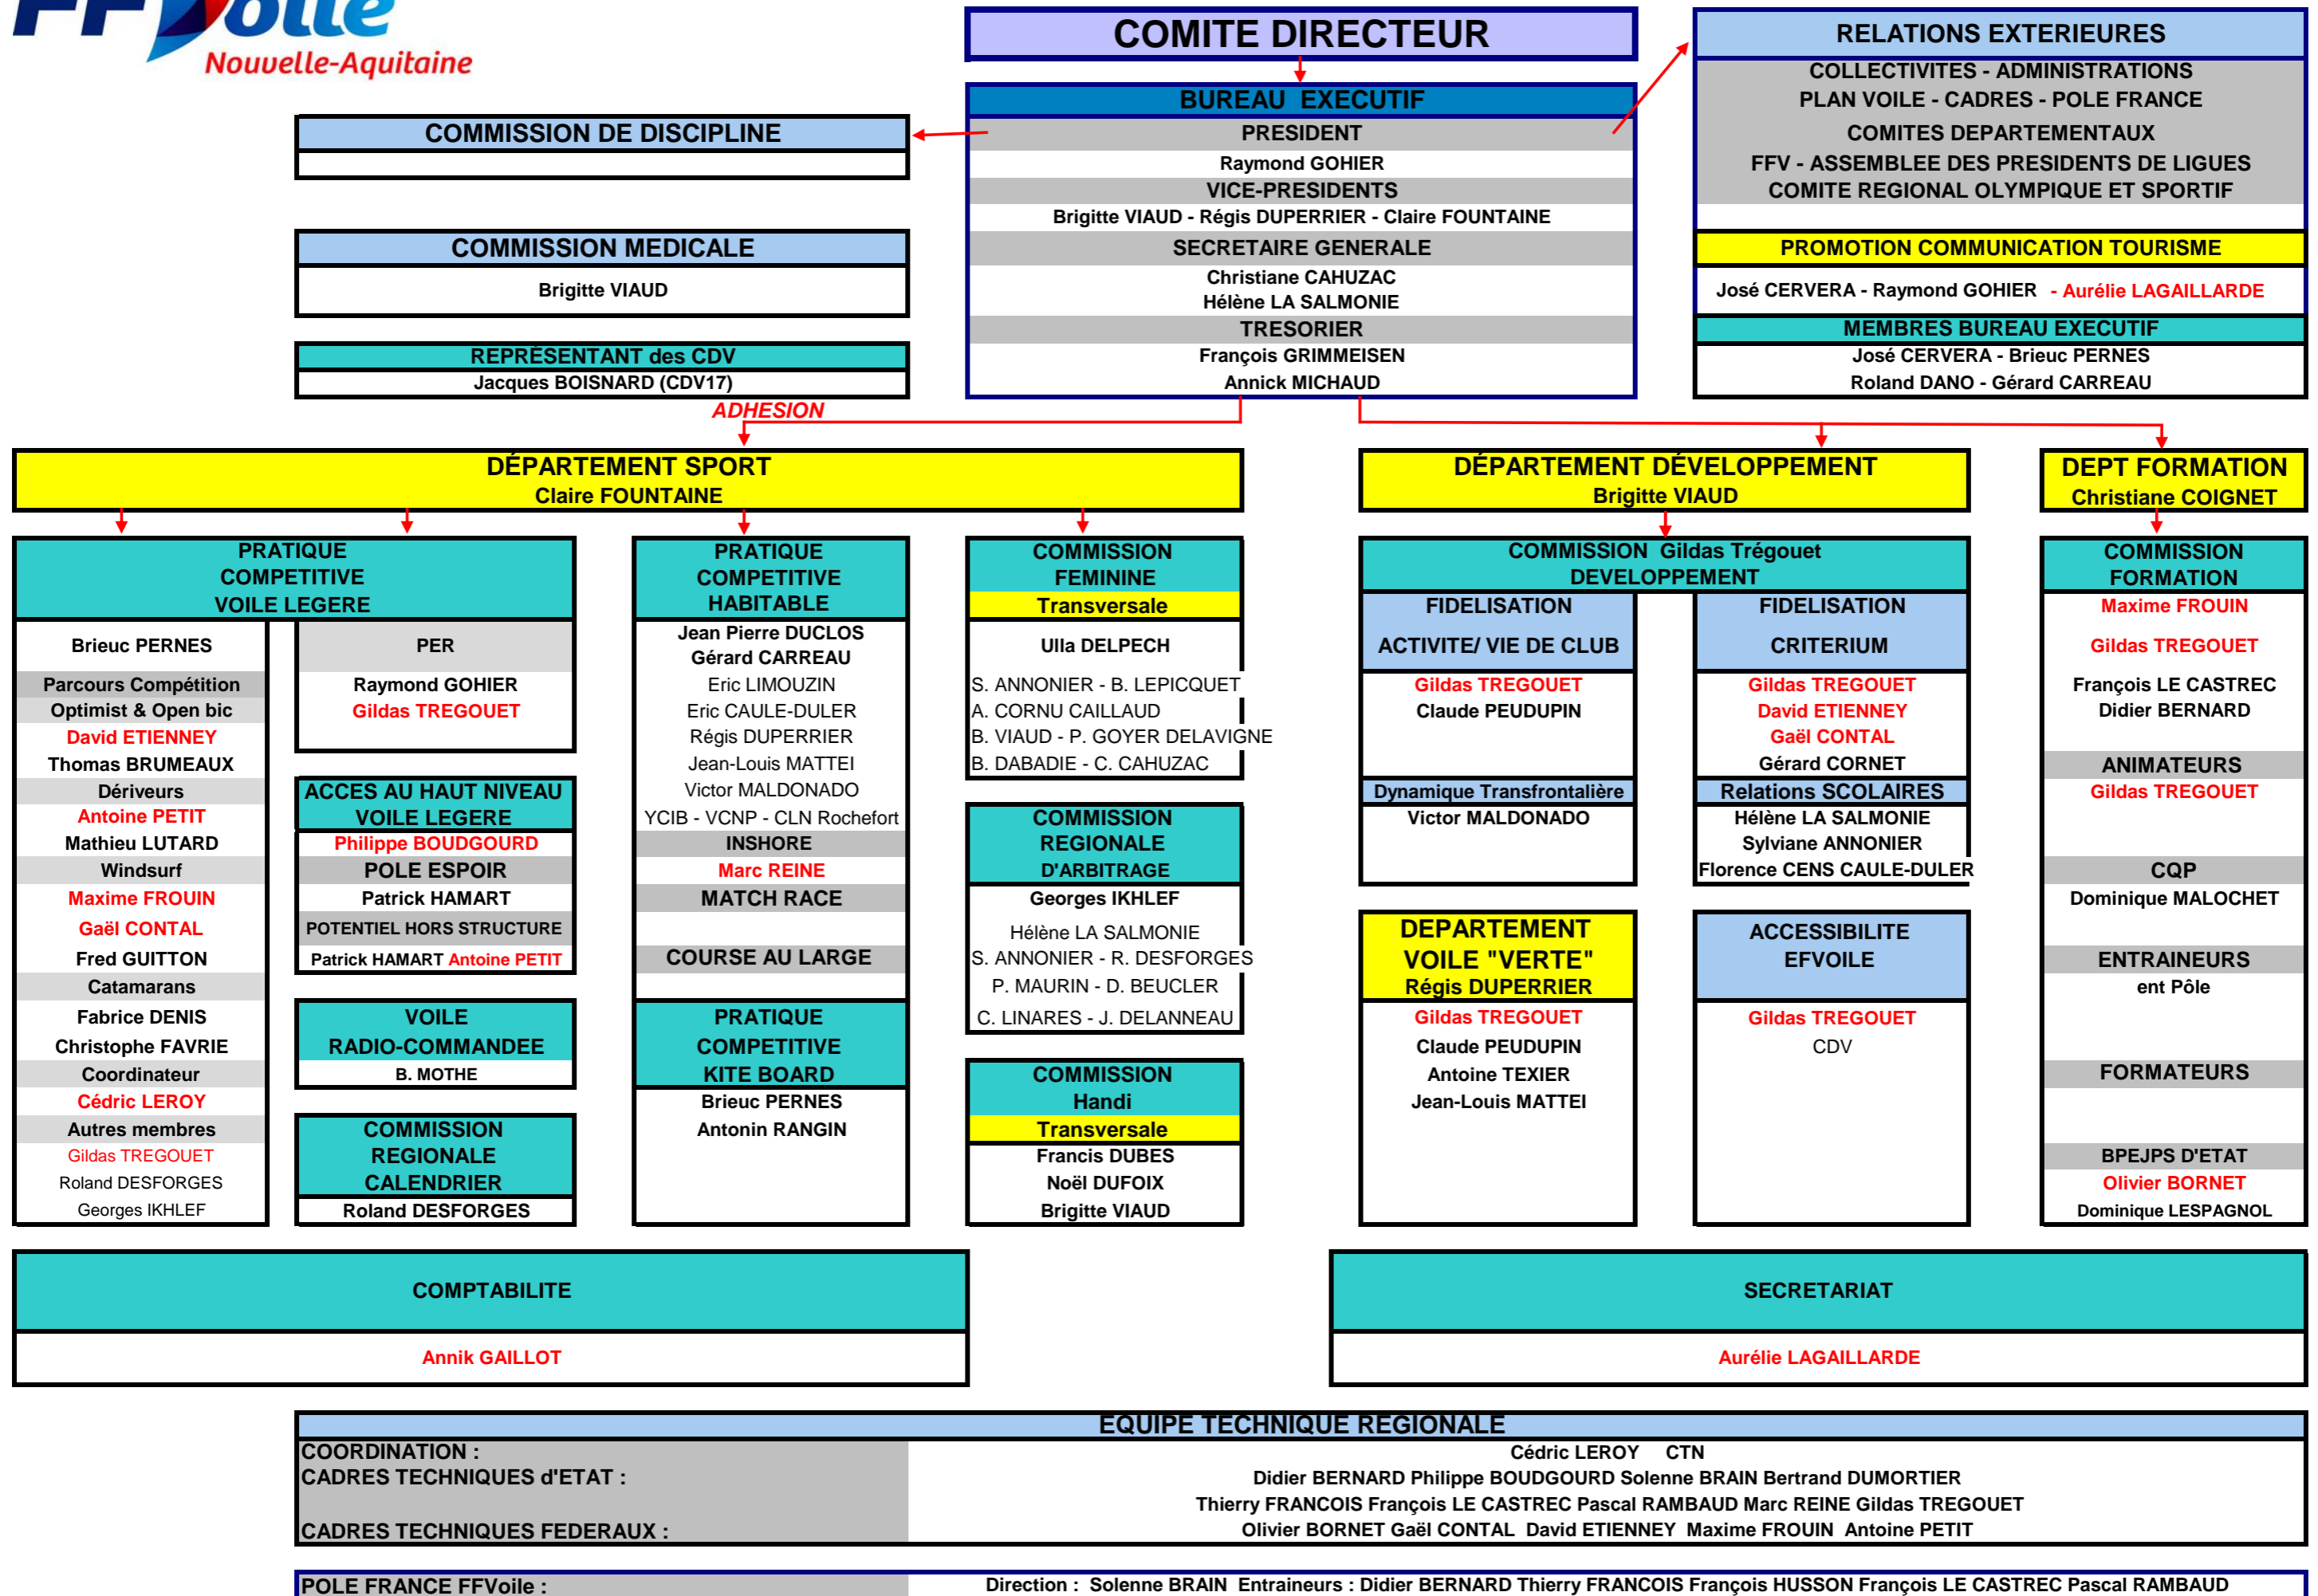 FFVoile
Nouvelle-Aquitaine
COMITE DIRECTEUR
BUREAU EXECUTIF
PRESIDENT
Raymond GOHIER
VICE-PRESIDENTS
Brigitte VIAUD - Régis DUPERRIER - Claire FOUNTAINE
SECRETAIRE GENERALE
Christiane CAHUZAC
Hélène LA SALMONIE
TRESORIER
François GRIMMEISEN
Annick MICHAUD
COMMISSION DE DISCIPLINE
COMMISSION MEDICALE
Brigitte VIAUD
REPRÉSENTANT des CDV
Jacques BOISNARD (CDV17)
ADHESION
RELATIONS EXTERIEURES
COLLECTIVITES - ADMINISTRATIONS
PLAN VOILE - CADRES - POLE FRANCE
COMITES DEPARTEMENTAUX
FFV - ASSEMBLEE DES PRESIDENTS DE LIGUES
COMITE REGIONAL OLYMPIQUE ET SPORTIF
PROMOTION COMMUNICATION TOURISME
José CERVERA - Raymond GOHIER - Aurélie LAGAILLARDE
MEMBRES BUREAU EXECUTIF
José CERVERA - Brieuc PERNES
Roland DANO - Gérard CARREAU
DÉPARTEMENT SPORT
Claire FOUNTAINE
PRATIQUE
COMPETITIVE
VOILE LEGERE
Brieuc PERNES
Parcours Compétition
Optimist & Open bic
David ETIENNEY
Thomas BRUMEAUX
Dériveurs
Antoine PETIT
Mathieu LUTARD
Windsurf
Maxime FROUIN
Gaël CONTAL
Fred GUITTON
Catamarans
Fabrice DENIS
Christophe FAVRIE
Coordinateur
Cédric LEROY
Autres membres
Gildas TREGOUET
Roland DESFORGES
Georges IKHLEF
PER
Raymond GOHIER
Gildas TREGOUET
ACCES AU HAUT NIVEAU
VOILE LEGERE
Philippe BOUDGOURD
POLE ESPOIR
Patrick HAMART
POTENTIEL HORS STRUCTURE
Patrick HAMART Antoine PETIT
VOILE
RADIO-COMMANDEE
B. MOTHE
COMMISSION
REGIONALE
CALENDRIER
Roland DESFORGES
PRATIQUE
COMPETITIVE
HABITABLE
Jean Pierre DUCLOS
Gérard CARREAU
Eric LIMOUZIN
Eric CAULE-DULER
Régis DUPERRIER
Jean-Louis MATTEI
Victor MALDONADO
YCIB - VCNP - CLN Rochefort
INSHORE
Marc REINE
MATCH RACE
COURSE AU LARGE
PRATIQUE
COMPETITIVE
KITE BOARD
Brieuc PERNES
Antonin RANGIN
COMMISSION
FEMININE
Transversale
Ulla DELPECH
S. ANNONIER - B. LEPICQUET
A. CORNU CAILLAUD
B. VIAUD - P. GOYER DELAVIGNE
B. DABADIE - C. CAHUZAC
COMMISSION
REGIONALE
D'ARBITRAGE
Georges IKHLEF
Hélène LA SALMONIE
S. ANNONIER - R. DESFORGES
P. MAURIN - D. BEUCLER
C. LINARES - J. DELANNEAU
COMMISSION
Handi
Transversale
Francis DUBES
Noël DUFOIX
Brigitte VIAUD
DÉPARTEMENT DÉVELOPPEMENT
Brigitte VIAUD
COMMISSION Gildas Trégouet
DEVELOPPEMENT
FIDELISATION
ACTIVITE/ VIE DE CLUB
Gildas TREGOUET
Claude PEUDUPIN
Dynamique Transfrontalière
Victor MALDONADO
DEPARTEMENT
VOILE "VERTE"
Régis DUPERRIER
Gildas TREGOUET
Claude PEUDUPIN
Antoine TEXIER
Jean-Louis MATTEI
FIDELISATION
CRITERIUM
Gildas TREGOUET
David ETIENNEY
Gaël CONTAL
Gérard CORNET
Relations SCOLAIRES
Hélène LA SALMONIE
Sylviane ANNONIER
Florence CENS CAULE-DULER
ACCESSIBILITE
EFVOILE
Gildas TREGOUET
CDV
DEPT FORMATION
Christiane COIGNET
COMMISSION
FORMATION
Maxime FROUIN
Gildas TREGOUET
François LE CASTREC
Didier BERNARD
ANIMATEURS
Gildas TREGOUET
CQP
Dominique MALOCHET
ENTRAINEURS
ent Pôle
FORMATEURS
BPEJPS D'ETAT
Olivier BORNET
Dominique LESPAGNOL
COMPTABILITE
Annik GAILLOT
SECRETARIAT
Aurélie LAGAILLARDE
EQUIPE TECHNIQUE REGIONALE
COORDINATION : Cédric LEROY CTN
CADRES TECHNIQUES d'ETAT : Didier BERNARD Philippe BOUDGOURD Solenne BRAIN Bertrand DUMORTIER
Thierry FRANCOIS François LE CASTREC Pascal RAMBAUD Marc REINE Gildas TREGOUET
CADRES TECHNIQUES FEDERAUX : Olivier BORNET Gaël CONTAL David ETIENNEY Maxime FROUIN Antoine PETIT
POLE FRANCE FFVoile : Direction : Solenne BRAIN Entraineurs : Didier BERNARD Thierry FRANCOIS François HUSSON François LE CASTREC Pascal RAMBAUD